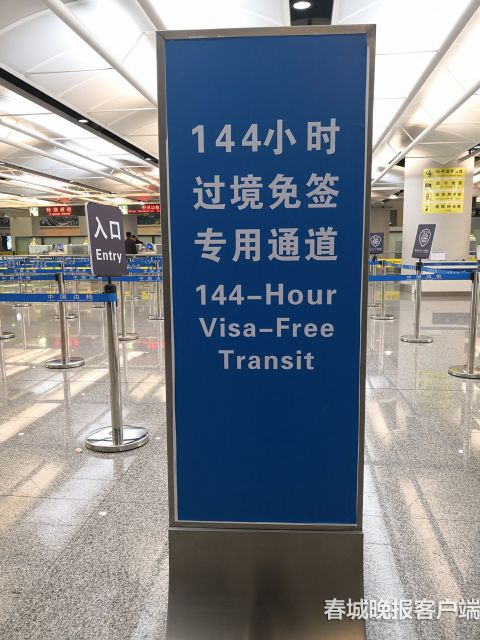 144小时
过境免签
专用通道
144-Hour
Visa-Free
Transit
入口
Entry
中国边检
春城晚报客户端